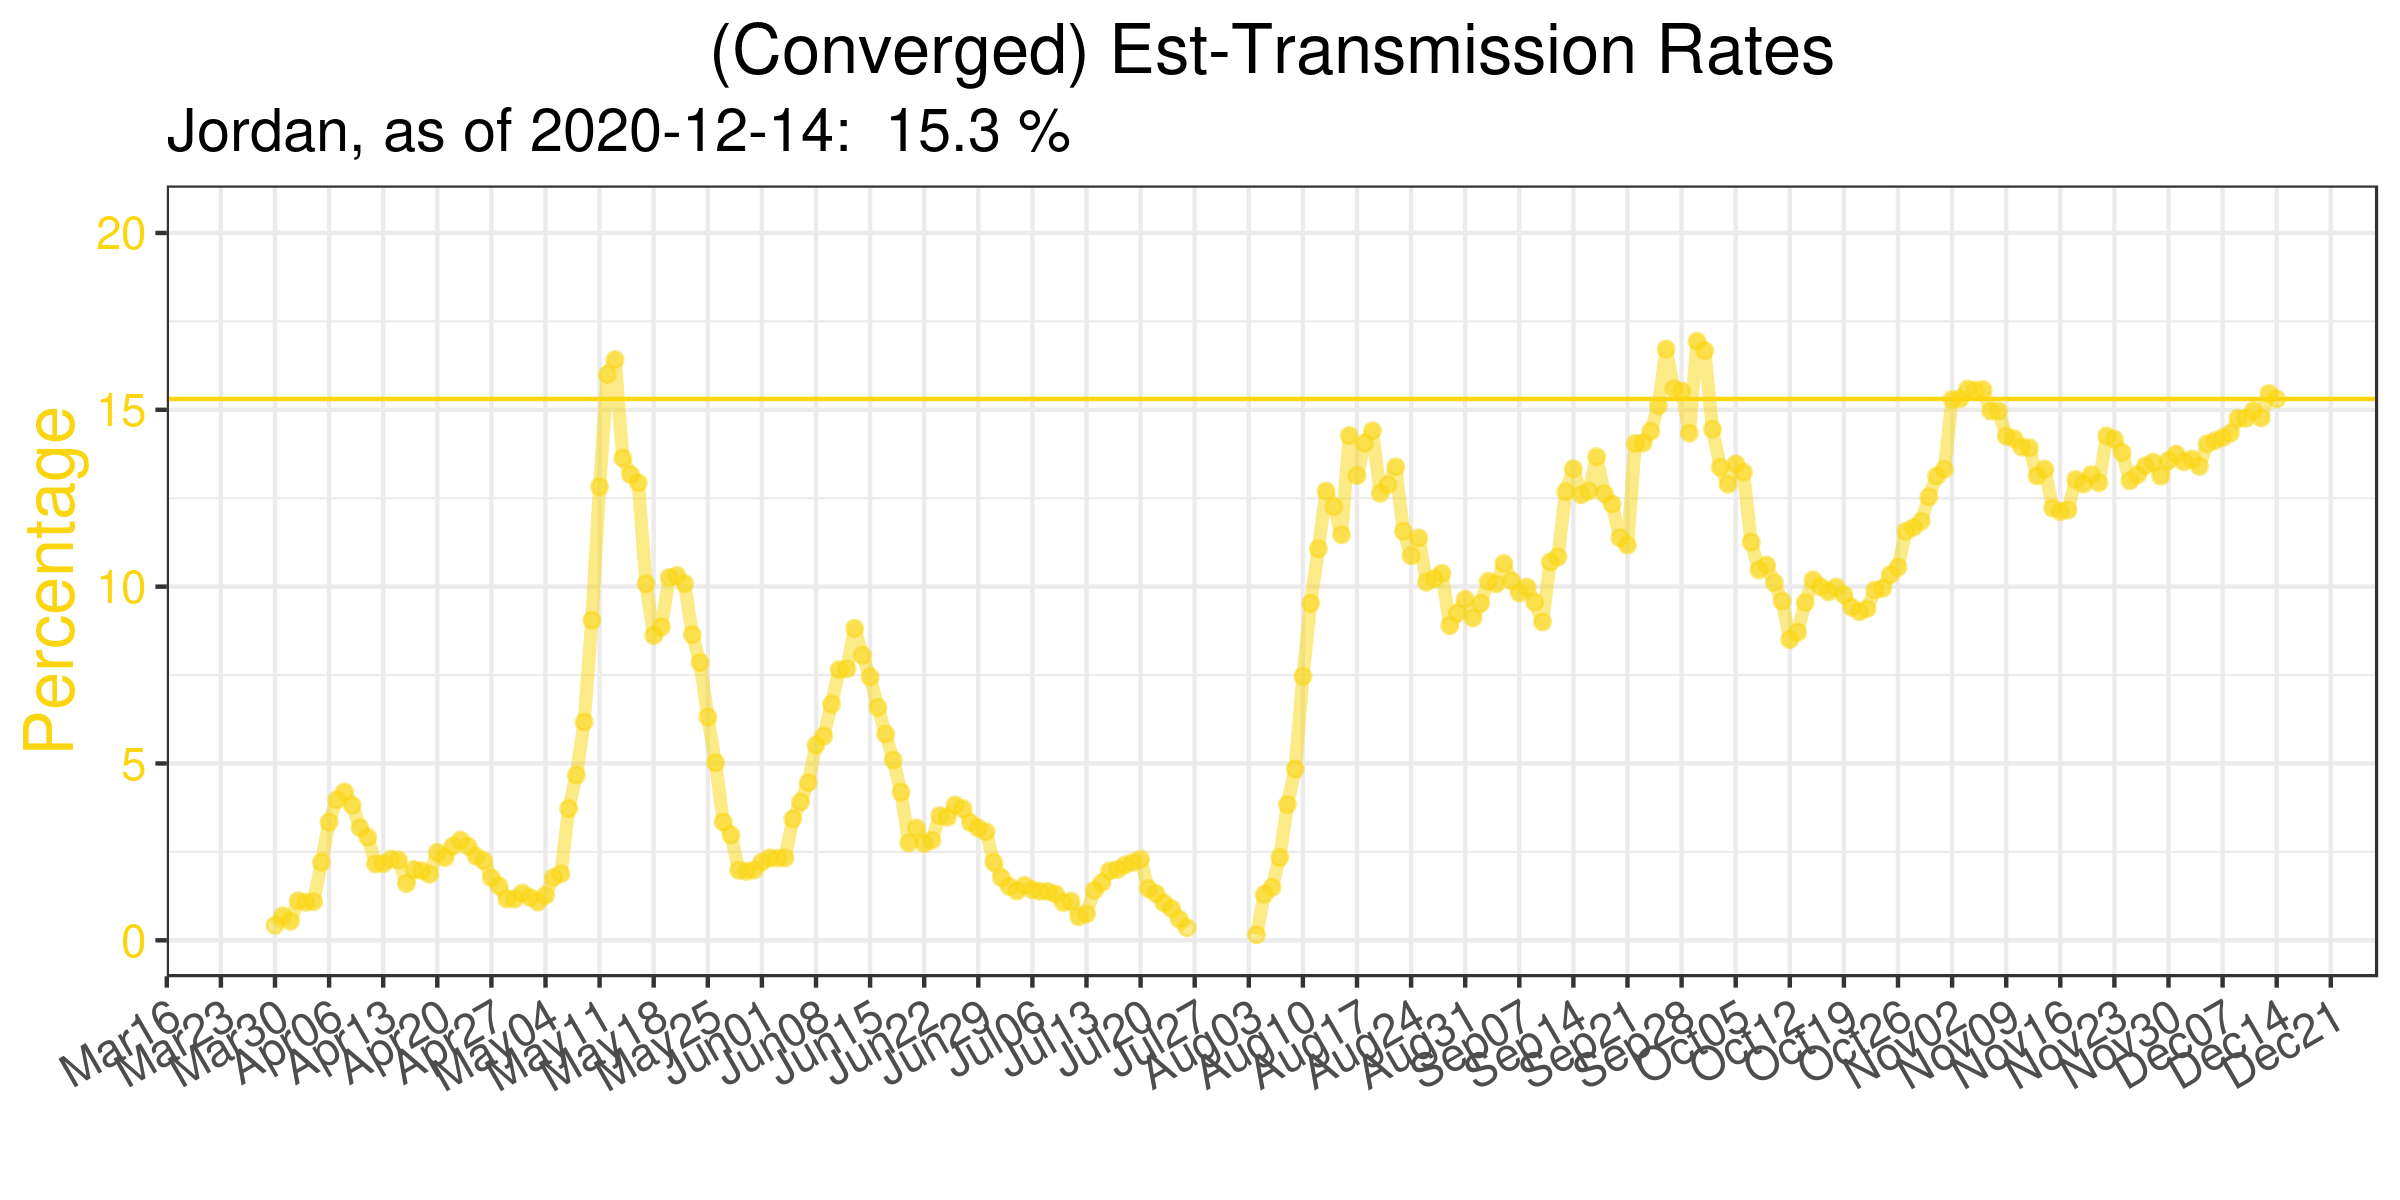 (Converged) Est-Transmission Rates
Jordan, as of 2020-12-14:  15.3 %
Percentage
20
15
10
5
0
Mar16
Mar23
Mar30
Apr06
Apr13
Apr20
Apr27
May04
May11
May18
May25
Jun01
Jun08
Jun15
Jun22
Jun29
Jul06
Jul13
Jul20
Jul27
Aug03
Aug10
Aug17
Aug24
Aug31
Sep07
Sep14
Sep21
Sep28
Oct05
Oct12
Oct19
Oct26
Nov02
Nov09
Nov16
Nov23
Nov30
Dec07
Dec14
Dec21